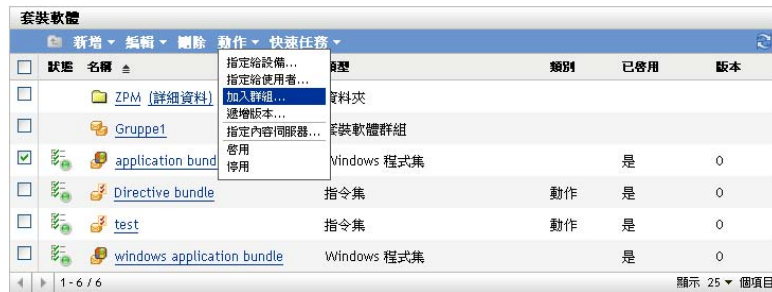 套裝軟體
新增 編輯 刪除 動作 快速任務
狀態 名稱 類型 類別 已啓用 版本
指定給設備...
指定給使用者...
加入群組...
遞增版本...
指定內容伺服器...
啓用
停用
ZPM (詳細資料) 資料夾
Gruppe1 套裝軟體群組
application bund Windows 程式集 是 0
Directive bundle 指令集 動作 是 0
test 指令集 動作 是 0
windows application bundle Windows 程式集 是 0
1 - 6 / 6 顯示 25 個項目